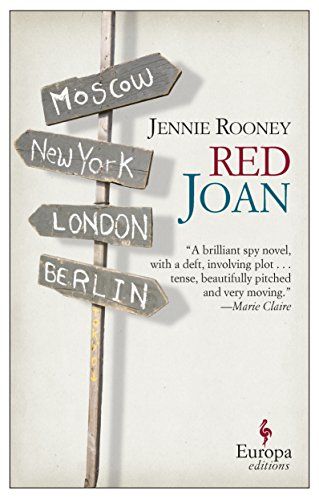 MOSCOW
NEW YORK
LONDON
BERLIN
JENNIE ROONEY
RED
JOAN
“A brilliant spy novel,
with a deft, involving plot . . .
tense, beautifully pitched
and very moving.”
—Marie Claire
Europa
editions